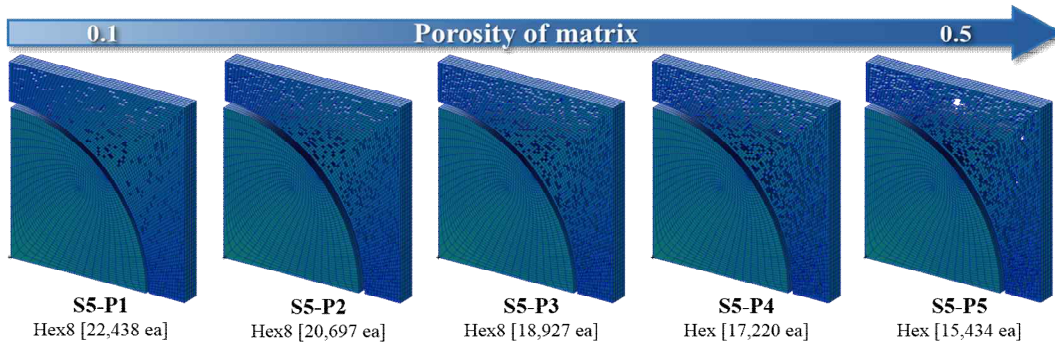 0.1 Porosity of matrix 0.5
S5-P1 S5-P2 S5-P3 S5-P4 S5-P5
Hex8 [22,438 ea] Hex8 [20,697 ea] Hex8 [18,927 ea] Hex [17,220 ea] Hex [15,434 ea]